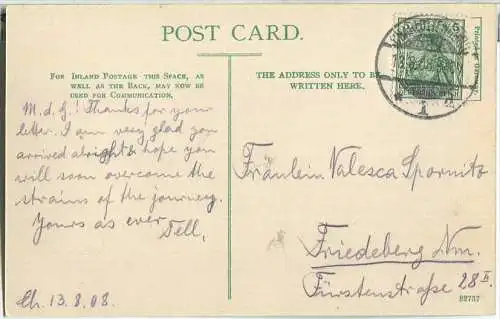 POST CARD.
FOR INLAND POSTAGE THIS SPACE, AS
WELL AS THE BACK, MAY NOW BE
USED FOR COMMUNICATION.
THE ADDRESS ONLY TO BE
WRITTEN HERE.
M. d. G.! Thanks for your
letter. I am very glad you
arrived alright & hope you
will soon overcome the
strains of the journey.
Yours as ever
Tell.
Ch. 13.8.08.
Fräulein Valesca Spornitz
Friedeberg Nm.
Fürstenstraße 28 II.
82757